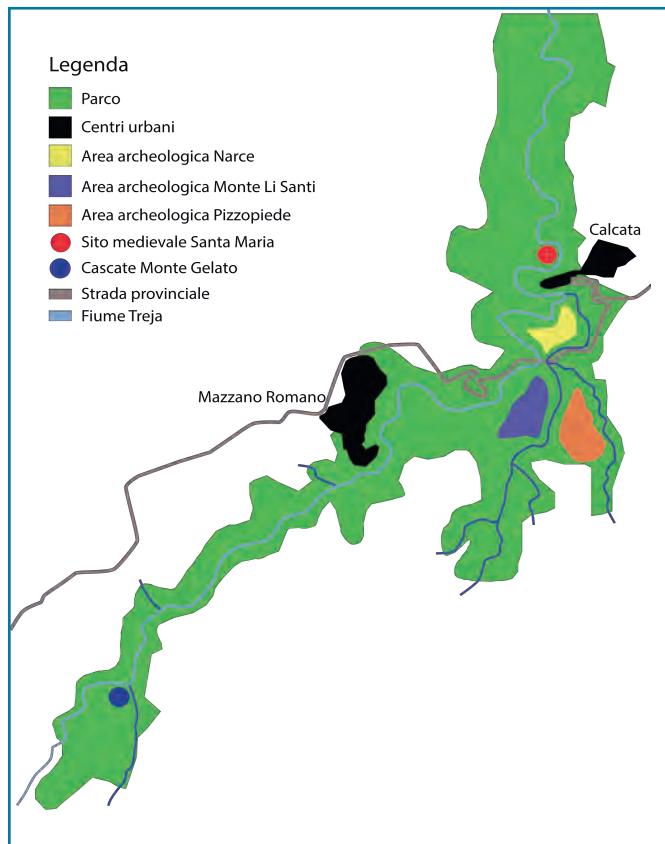 Legenda
Parco
Centri urbani
Area archeologica Narce
Area archeologica Monte Li Santi
Area archeologica Pizzopiede
Sito medievale Santa Maria
Cascate Monte Gelato
Strada provinciale
Fiume Treja
Calcata
Mazzano Romano